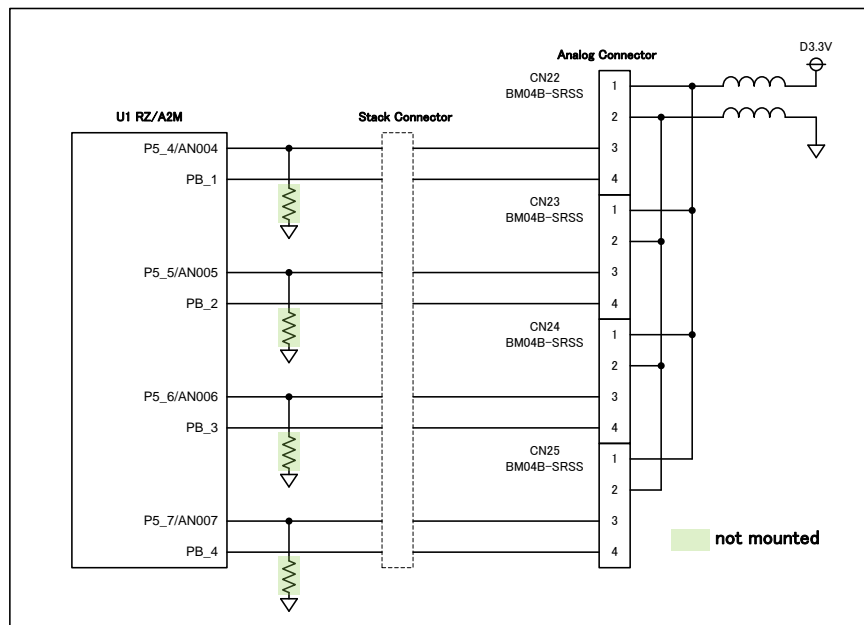 D3.3V
Analog Connector
CN22
BM04B-SRSS
1
2
3
4
U1 RZ/A2M
Stack Connector
P5_4/AN004
PB_1
CN23
BM04B-SRSS
1
2
3
4
P5_5/AN005
PB_2
CN24
BM04B-SRSS
1
2
3
4
P5_6/AN006
PB_3
CN25
BM04B-SRSS
1
2
3
4
P5_7/AN007
PB_4
not mounted